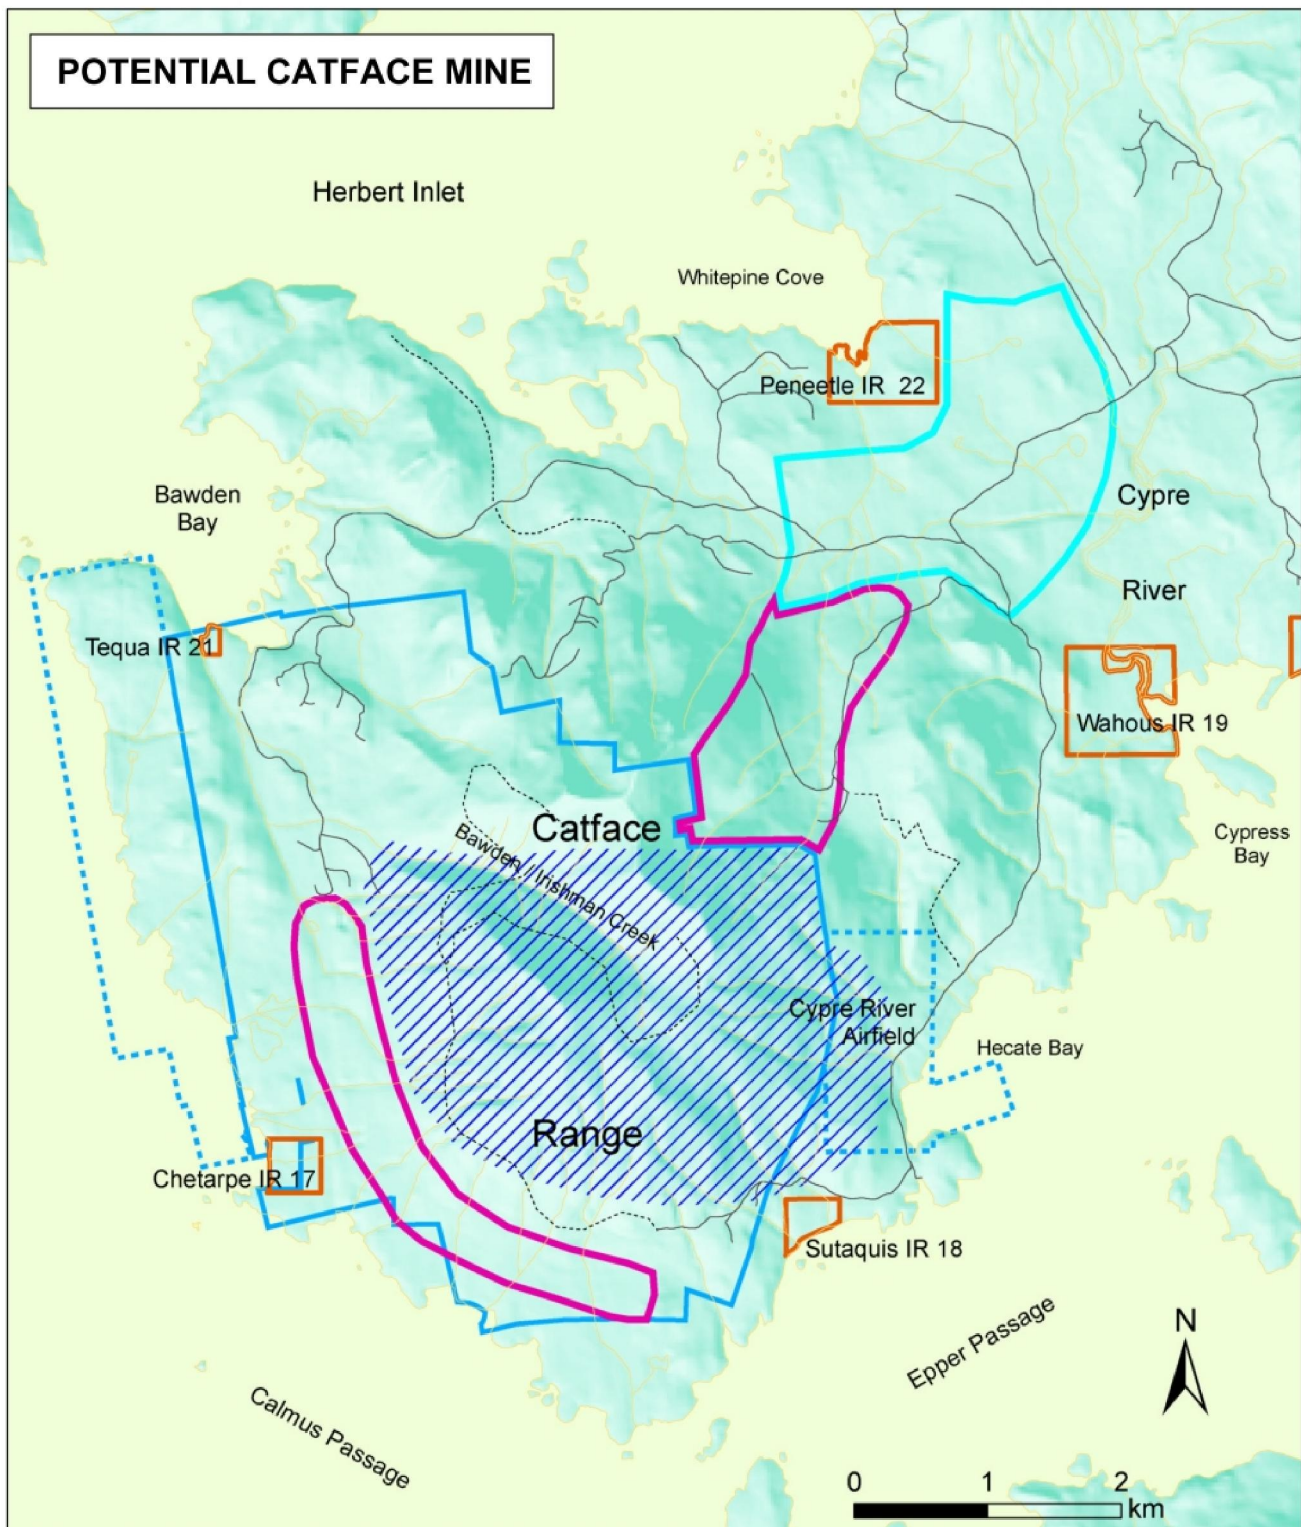 POTENTIAL CATFACE MINE
Herbert Inlet
Whitepine Cove
Peneetle IR 22
Bawden
Bay
Cypre
River
Tequa IR 21
Wahous IR 19
Catface
Bawden / Irishman Creek
Cypress
Bay
Cypre River
Airfield
Hecate Bay
Range
Chetarpe IR 17
Sutaquis IR 18
Epper Passage
Calmus Passage
N
0 1 2
km